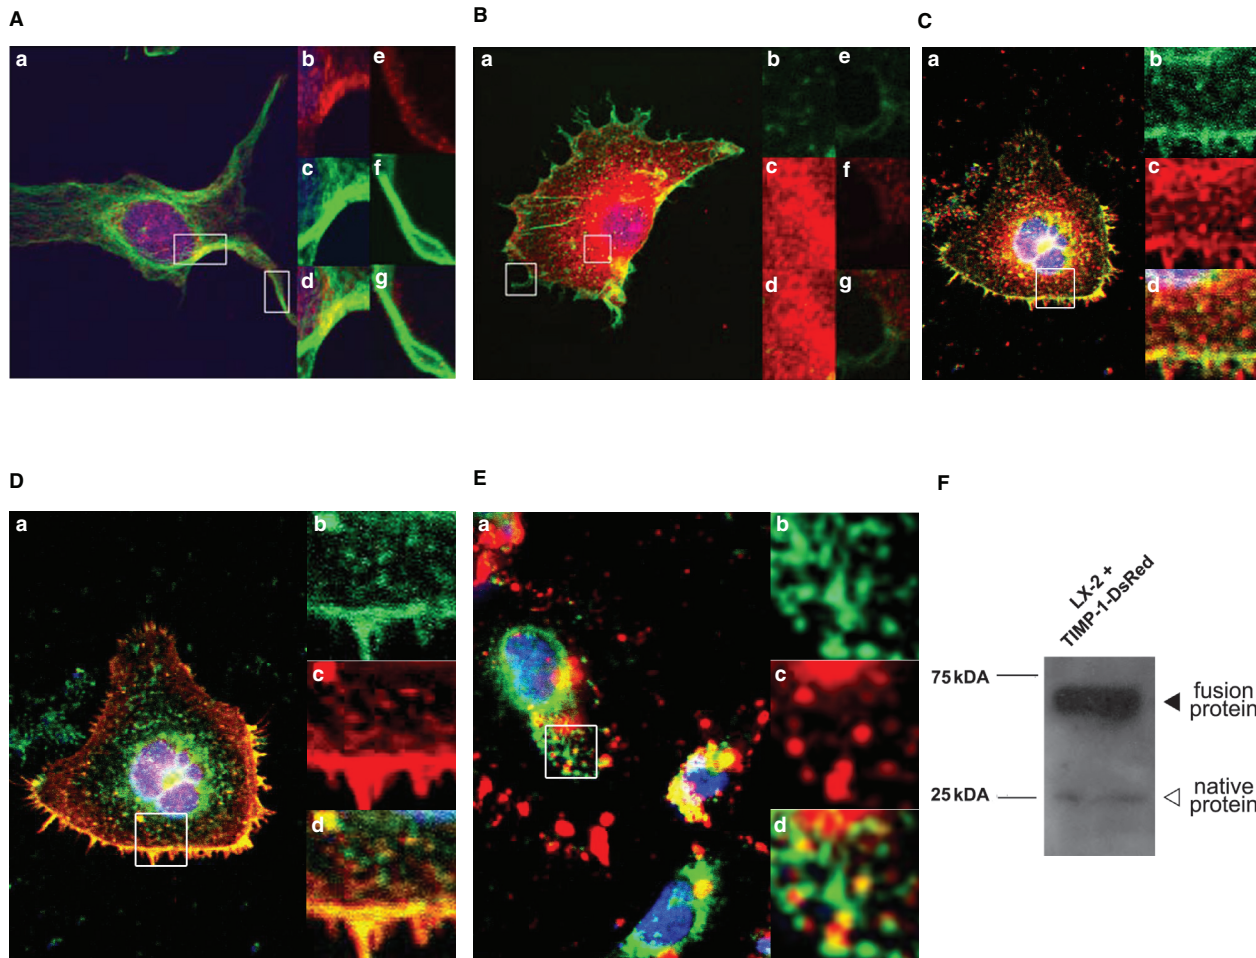 A
a
b
e
c
f
d
g
B
a
b
e
c
f
d
g
C
a
b
c
d
D
a
b
c
d
E
a
b
c
d
F
LX-2 +
TIMP-1-DsRed
75 kDA
fusion
protein
25 kDA
native
protein